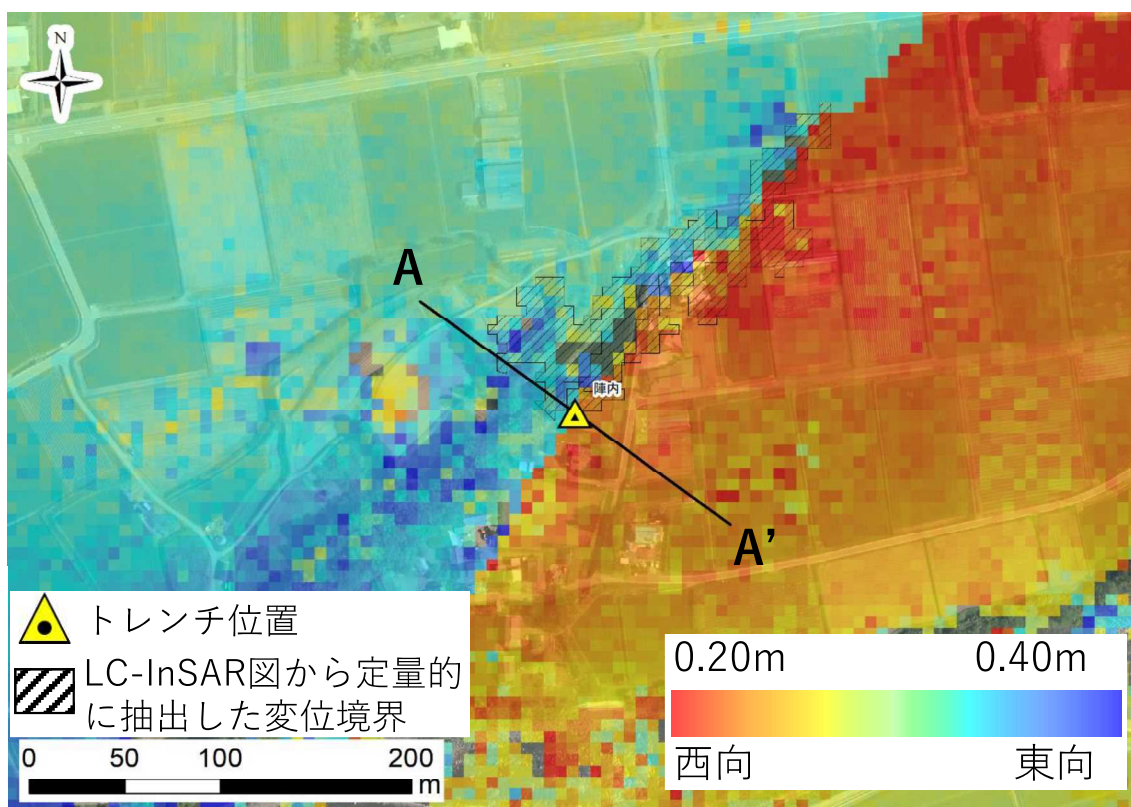 N
A
陣内
A’
トレンチ位置
LC-InSAR図から定量的
に抽出した変位境界
0 50 100 200
m
0.20m 0.40m
西向 東向